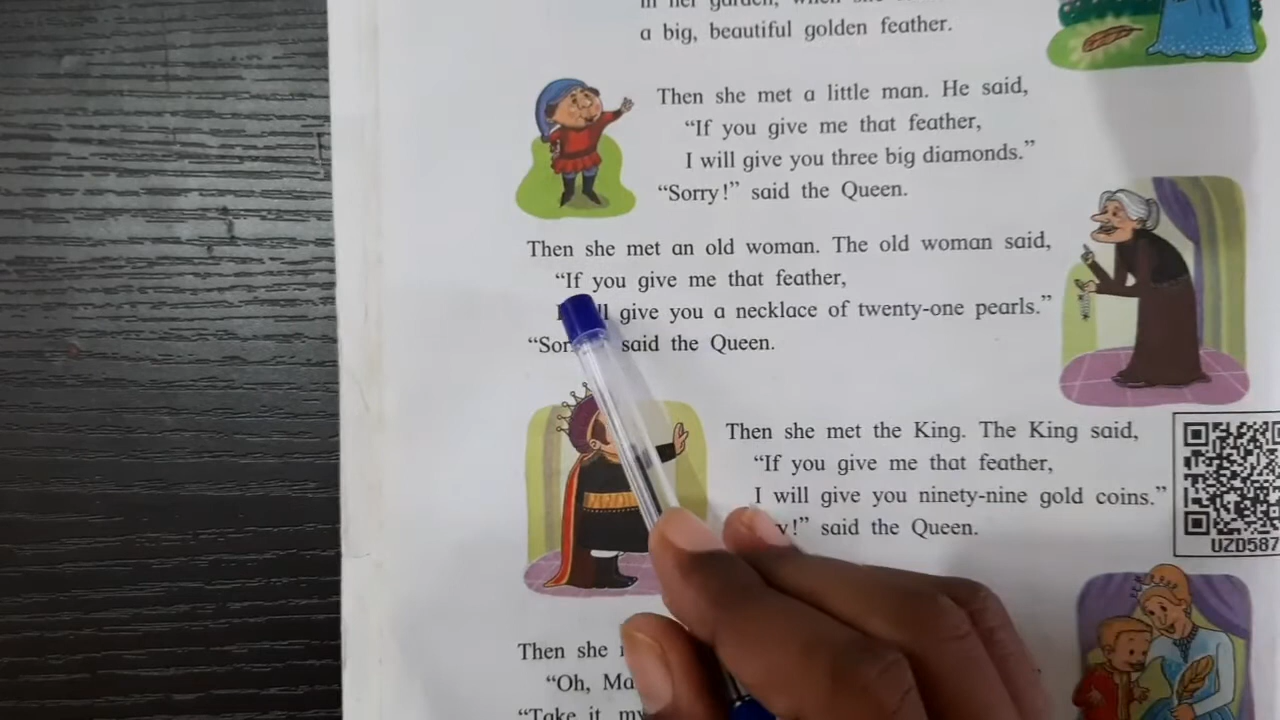 a big, beautiful golden feather.
Then she met a little man. He said,
“If you give me that feather,
I will give you three big diamonds.”
“Sorry!” said the Queen.
Then she met an old woman. The old woman said,
“If you give me that feather,
give you a necklace of twenty-one pearls.”
said the Queen.
Then she met the King. The King said,
“If you give me that feather,
I will give you ninety-nine gold coins.”
said the Queen.
UZD587
Then she
“Oh,
“Take it